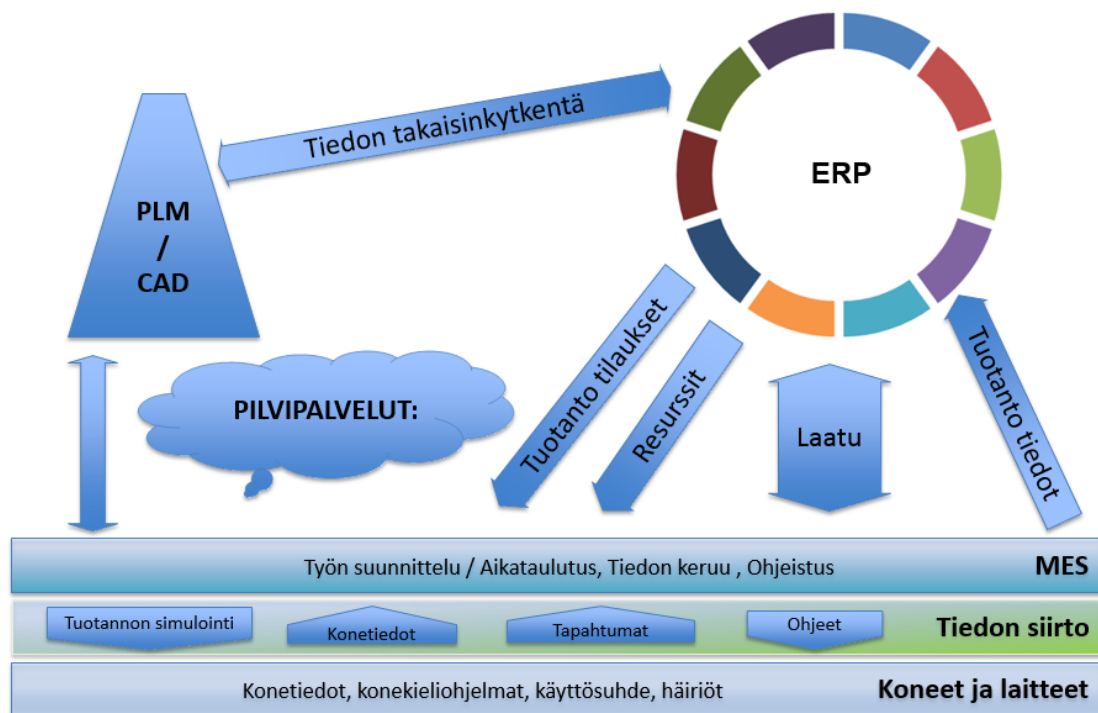 Tiedon takaisinkytkentä
ERP
PLM
/
CAD
PILVIPALVELUT:
Tuotanto tilaukset
Resurssit
Laatu
Tuotanto tiedot
Työn suunnittelu / Aikataulutus, Tiedon keruu , Ohjeistus
MES
Tuotannon simulointi
Konetiedot
Tapahtumat
Ohjeet
Tiedon siirto
Konetiedot, konekieliohjelmat, käyttösuhde, häiriöt
Koneet ja laitteet